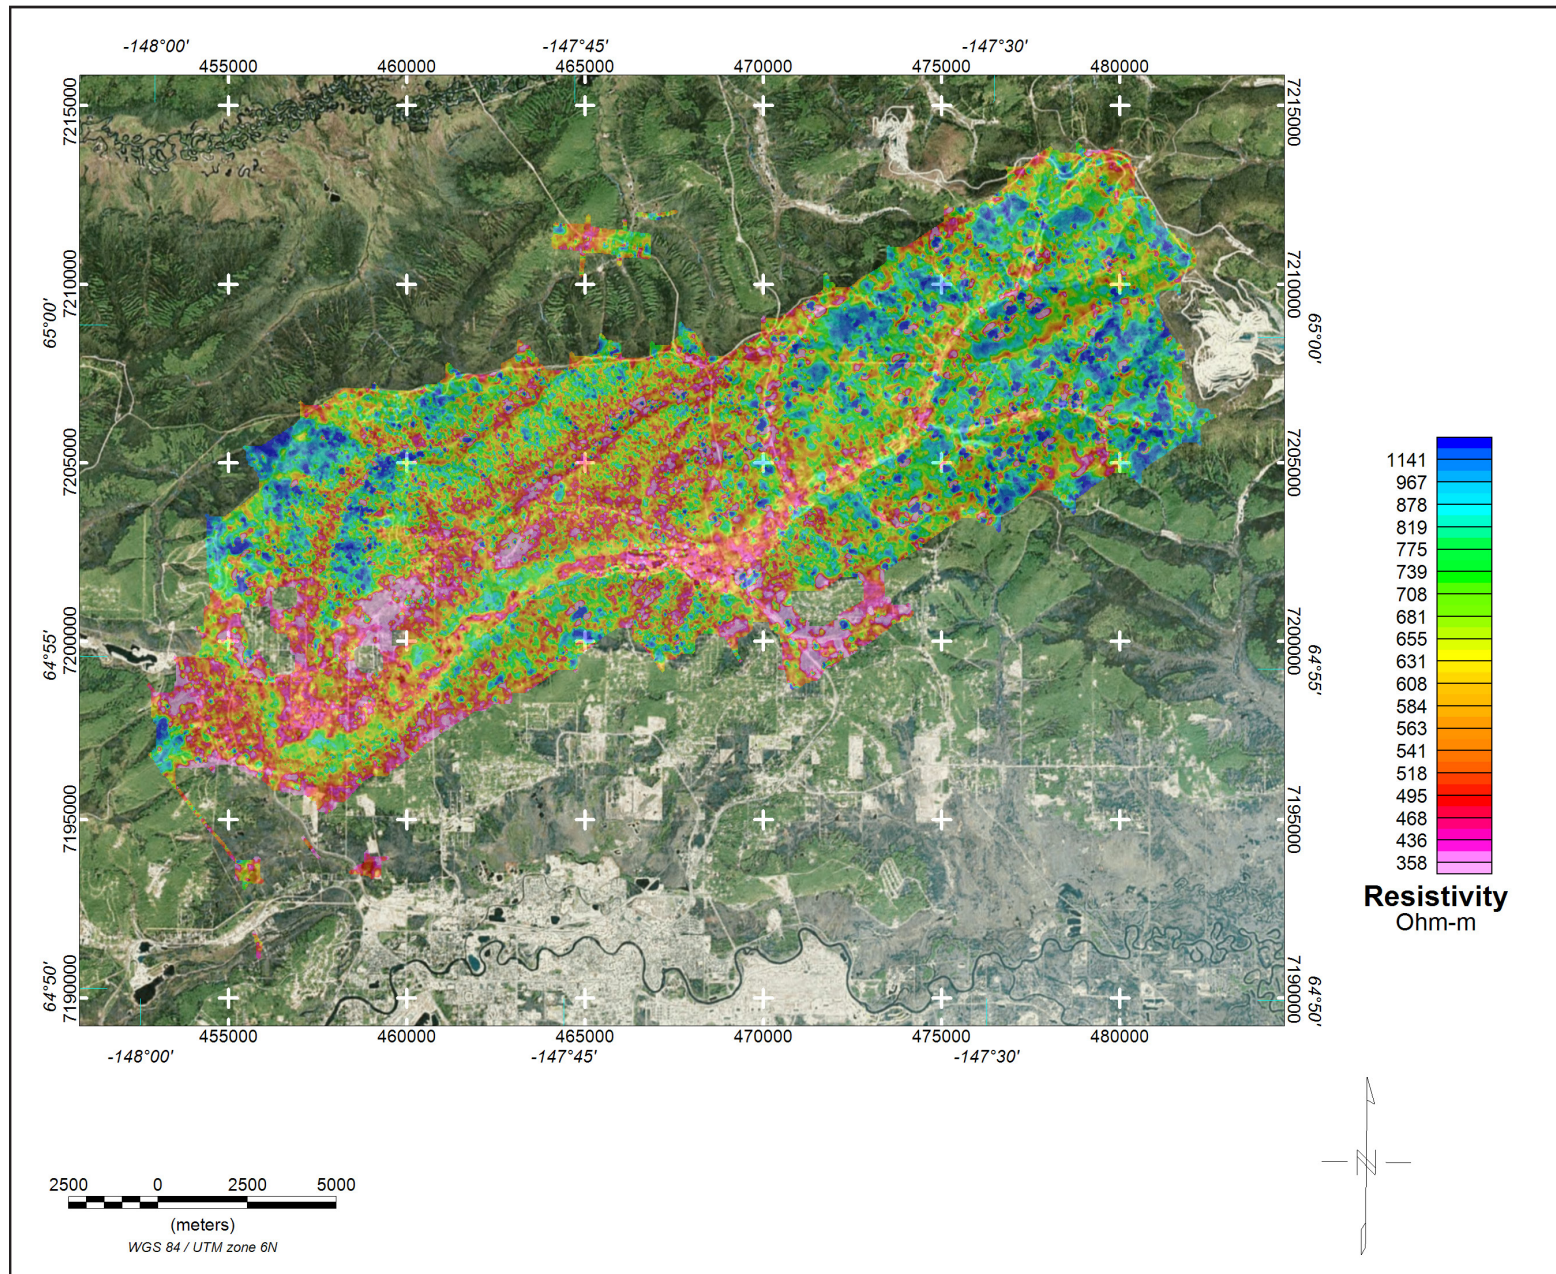 -148°00' -147°45' -147°30'
455000 460000 465000 470000 475000 480000
7215000 7215000
7210000 7210000
65°00' 65°00'
7205000 7205000
64°55' 7200000 7200000 64°55'
7195000 7195000
64°50' 7190000 7190000 64°50'
455000 460000 465000 470000 475000 480000
-148°00' -147°45' -147°30'
1141
967
878
819
775
739
708
681
655
631
608
584
563
541
518
495
468
436
358
Resistivity
Ohm-m
N
2500 0 2500 5000
(meters)
WGS 84 / UTM zone 6N